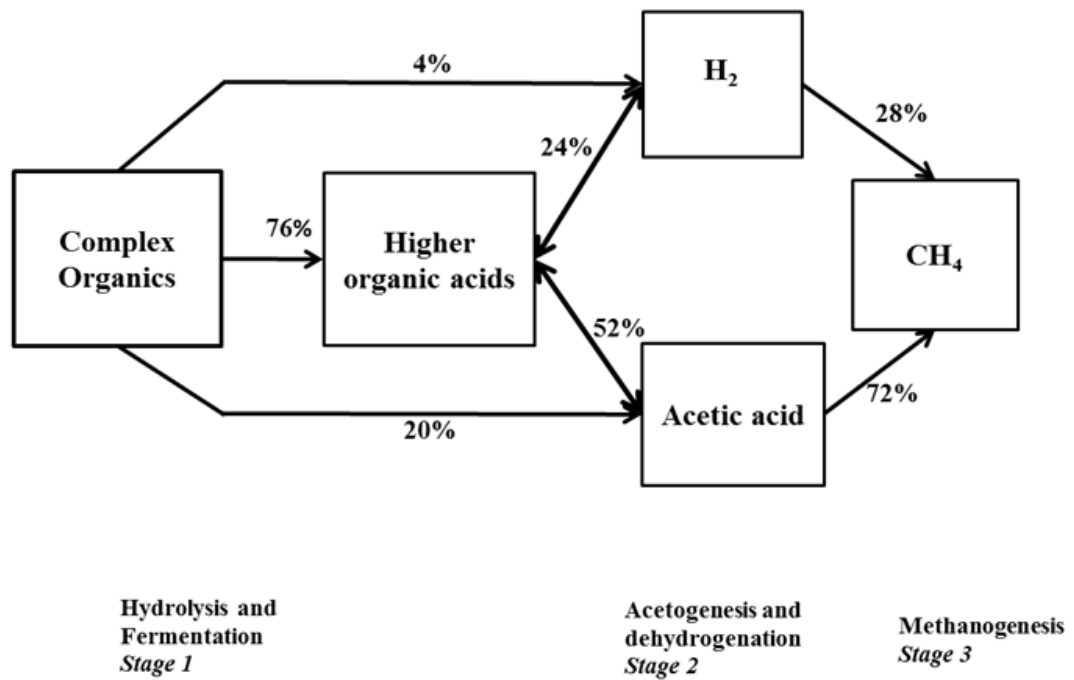 4%
H₂
28%
24%
76%
Complex
Organics
Higher
organic acids
CH₄
52%
Acetic acid
72%
20%
Hydrolysis and
Fermentation
Stage 1
Acetogenesis and
dehydrogenation
Stage 2
Methanogenesis
Stage 3